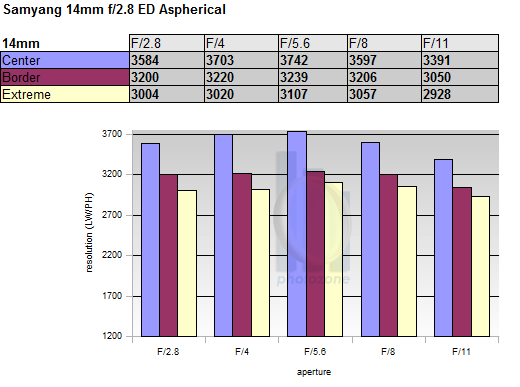 Samyang 14mm f/2.8 ED Aspherical
14mm F/2.8 F/4 F/5.6 F/8 F/11
Center 3584 3703 3742 3597 3391
Border 3200 3220 3239 3206 3050
Extreme 3004 3020 3107 3057 2928
3700
3200
2700
2200
1700
1200
resolution (LW/PH)
photozone
F/2.8 F/4 F/5.6 F/8 F/11
aperture